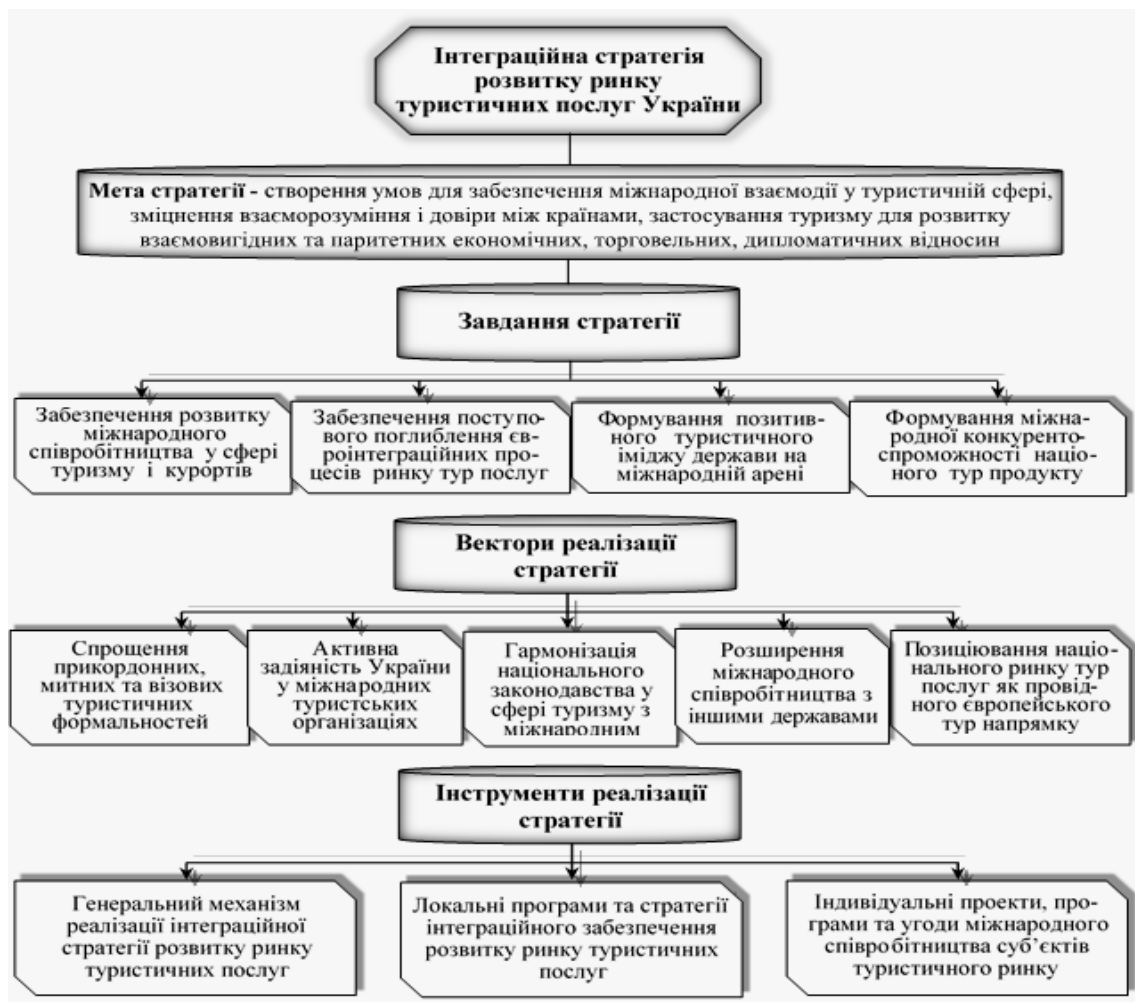 Інтеграційна стратегія
розвитку ринку
туристичних послуг України
Мета стратегії - створення умов для забезпечення міжнародної взаємодії у туристичній сфері,
зміцнення взаєморозуміння і довіри між країнами, застосування туризму для розвитку
взаємовигідних та паритетних економічних, торговельних, дипломатичних відносин
Завдання стратегії
Забезпечення розвитку
міжнародного
співробітництва у сфері
туризму і курортів
Забезпечення поступо-
вого поглиблення єв-
роінтеграційних про-
цесів ринку тур послуг
Формування позитив-
ного туристичного
іміджу держави на
міжнародній арені
Формування міжна-
родної конкуренто-
спроможності націо-
ного тур продукту
Вектори реалізації
стратегії
Спрощення
прикордонних,
митних та візових
туристичних
формальностей
Активна
задіяність України
у міжнародних
туристських
організаціях
Гармонізація
національного
законодавства у
сфері туризму з
міжнародним
Розширення
міжнародного
співробітництва з
іншими державами
Позиціювання націо-
нального ринку тур
послуг як провід-
ного європейського
тур напрямку
Інструменти реалізації
стратегії
Генеральний механізм
реалізації інтеграційної
стратегії розвитку ринку
туристичних послуг
Локальні програми та стратегії
інтеграційного забезпечення
розвитку ринку туристичних
послуг
Індивідуальні проекти, про-
грами та угоди міжнародного
співробітництва суб’єктів
туристичного ринку